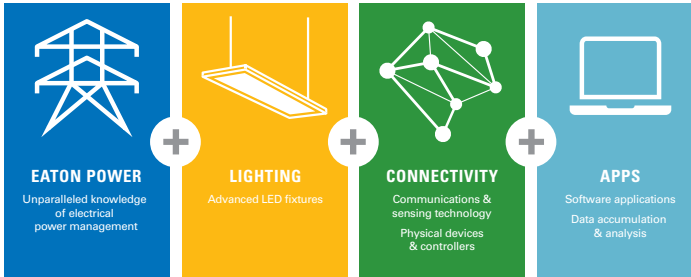 EATON POWER
Unparalleled knowledge
of electrical
power management
LIGHTING
Advanced LED fixtures
CONNECTIVITY
Communications &
sensing technology
Physical devices
& controllers
APPS
Software applications
Data accumulation
& analysis